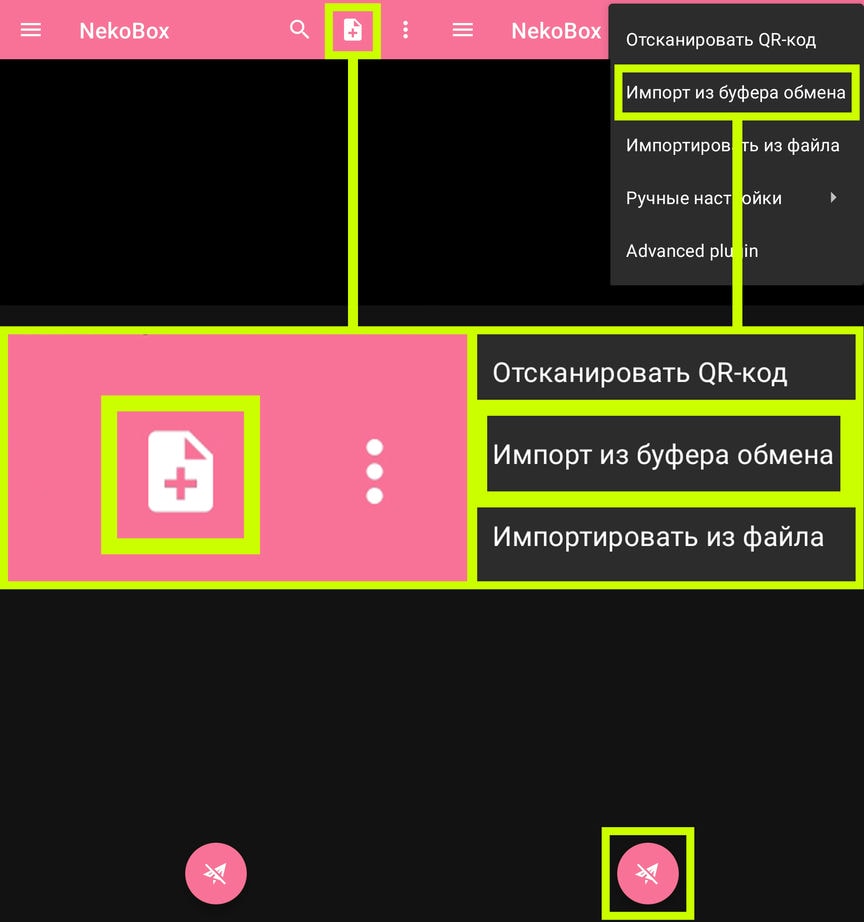 NekoBox
NekoBox
Отсканировать QR-код
Импорт из буфера обмена
Импортировать из файла
Ручные настройки
Advanced plugin
Отсканировать QR-код
Импорт из буфера обмена
Импортировать из файла